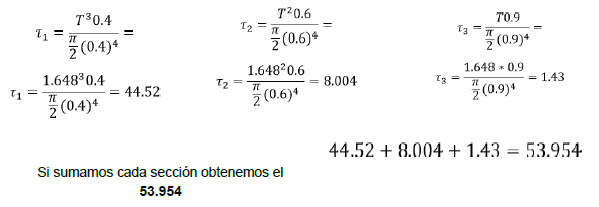 τ₁ = T³0.4 / (π/2 (0.4)⁴) =
τ₂ = T²0.6 / (π/2 (0.6)⁴) =
τ₃ = T0.9 / (π/2 (0.9)⁴) =
τ₁ = 1.648³0.4 / (π/2 (0.4)⁴) = 44.52
τ₂ = 1.648²0.6 / (π/2 (0.6)⁴) = 8.004
τ₃ = 1.648 * 0.9 / (π/2 (0.9)⁴) = 1.43
44.52 + 8.004 + 1.43 = 53.954
Si sumamos cada sección obtenemos el
53.954